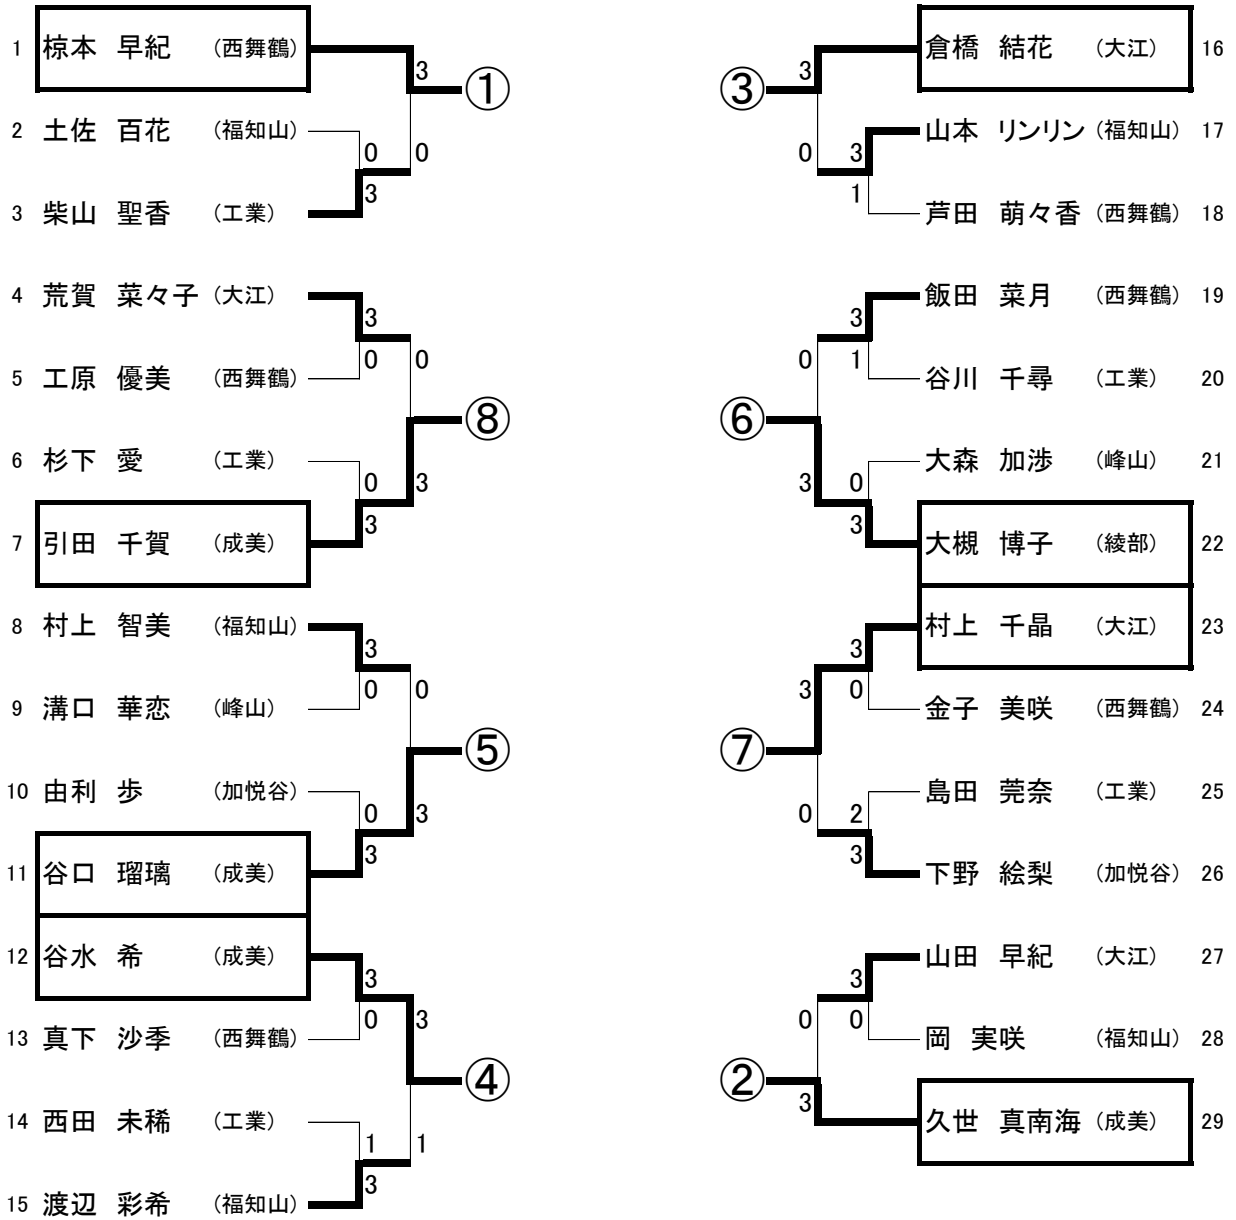 1 椋本 早紀 (西舞鶴)
3
①
2 土佐 百花 (福知山)
0 0
3
3 柴山 聖香 (工業)
4 荒賀 菜々子 (大江)
3
0 0
5 工原 優美 (西舞鶴)
⑧
6 杉下 愛 (工業)
0 3
3
7 引田 千賀 (成美)
8 村上 智美 (福知山)
3
0 0
9 溝口 華恋 (峰山)
⑤
10 由利 歩 (加悦谷)
0 3
3
11 谷口 瑠璃 (成美)
12 谷水 希 (成美)
3
0 3
13 真下 沙季 (西舞鶴)
④
14 西田 未稀 (工業)
1 1
3
15 渡辺 彩希 (福知山)
倉橋 結花 (大江) 16
3
③
山本 リンリン (福知山) 17
0 3
1
芦田 萌々香 (西舞鶴) 18
飯田 菜月 (西舞鶴) 19
3
0 1
谷川 千尋 (工業) 20
⑥
大森 加渉 (峰山) 21
3 0
3
大槻 博子 (綾部) 22
村上 千晶 (大江) 23
3
3 0
金子 美咲 (西舞鶴) 24
⑦
島田 莞奈 (工業) 25
0 2
3
下野 絵梨 (加悦谷) 26
山田 早紀 (大江) 27
3
0 0
岡 実咲 (福知山) 28
②
3
久世 真南海 (成美) 29